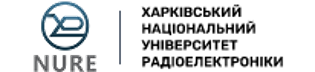 NURE
ХАРКІВСЬКИЙ
НАЦІОНАЛЬНИЙ
УНІВЕРСИТЕТ
РАДІОЕЛЕКТРОНІКИ